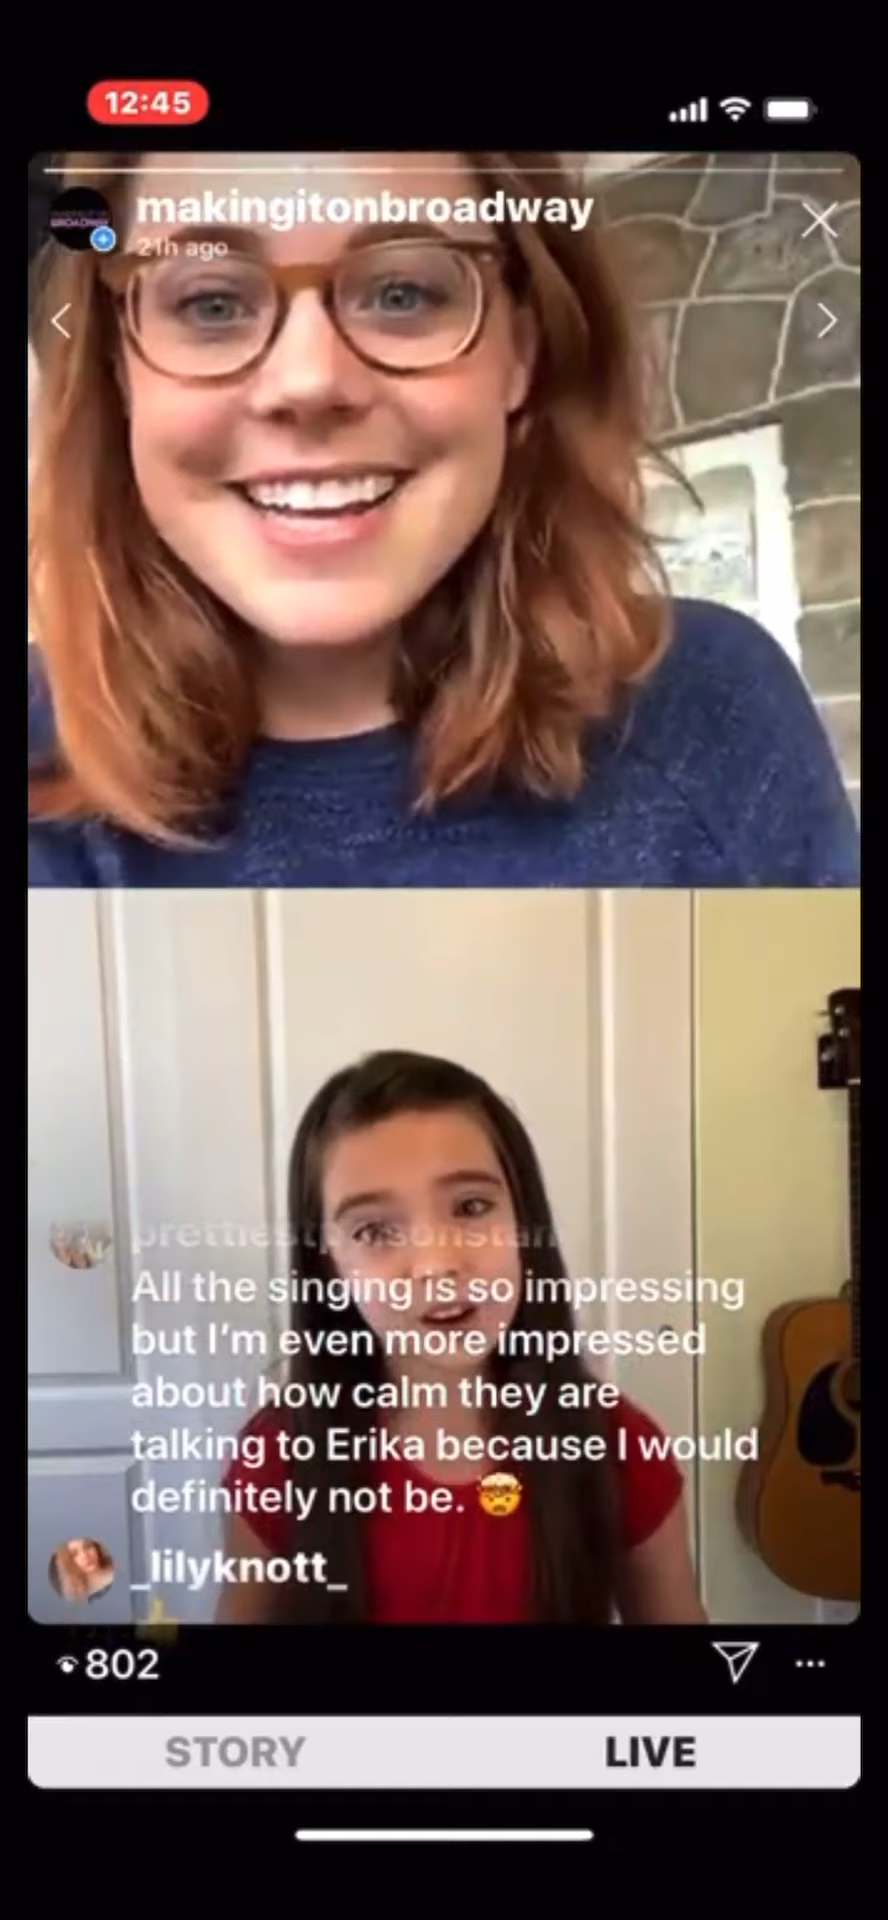 12:45
makingitonbroadway
21h ago
All the singing is so impressing
but I’m even more impressed
about how calm they are
talking to Erika because I would
definitely not be. 🤯
_lilyknott_
802
STORY
LIVE